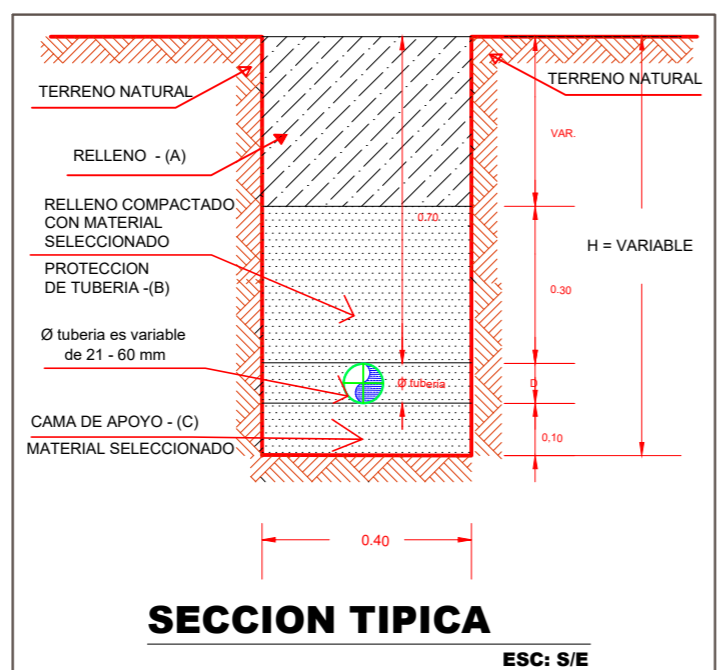 TERRENO NATURAL
TERRENO NATURAL
VAR.
RELLENO - (A)
RELLENO COMPACTADO
CON MATERIAL
SELECCIONADO
0.70
H = VARIABLE
PROTECCION
DE TUBERIA -(B)
0.30
Ø tuberia es variable
de 21 - 60 mm
Ø tuberia
D
CAMA DE APOYO - (C)
MATERIAL SELECCIONADO
0,10
0.40
SECCION TIPICA
ESC: S/E